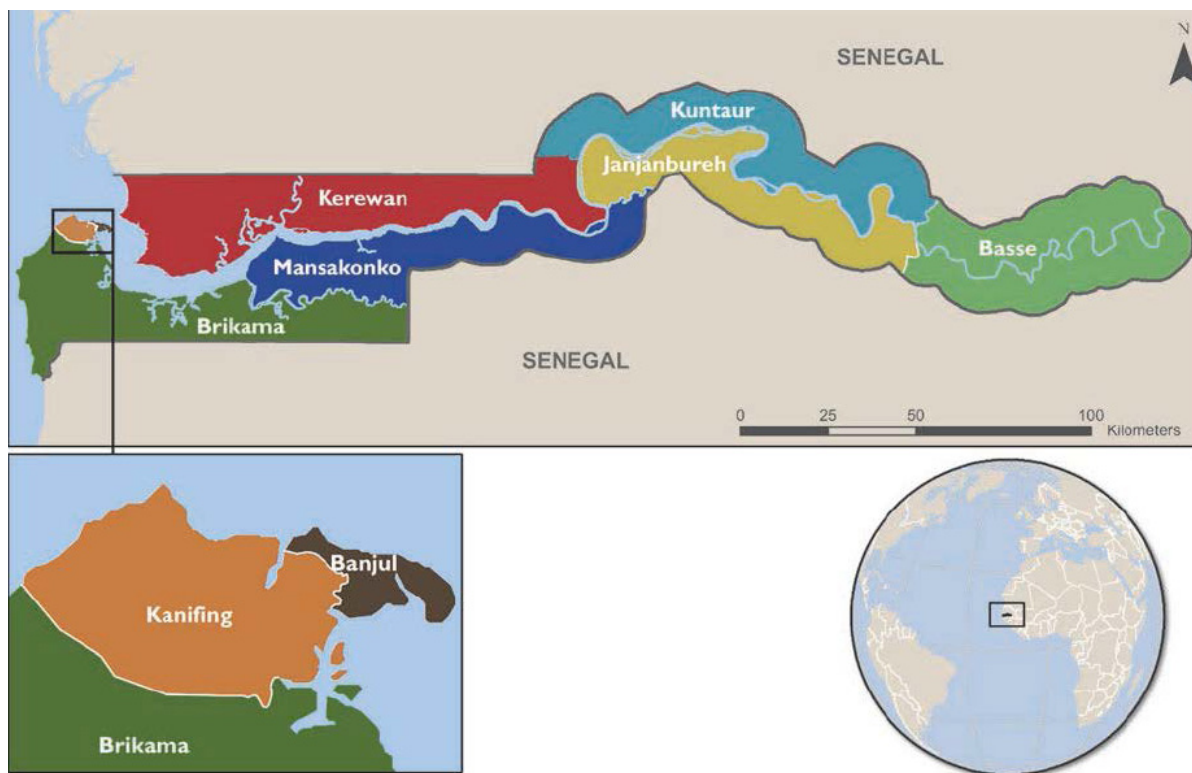 N
SENEGAL
Kuntaur
Janjanbureh
Kerewan
Basse
Mansakonko
Brikama
SENEGAL
0 25 50 100
Kilometers
Banjul
Kanifing
Brikama